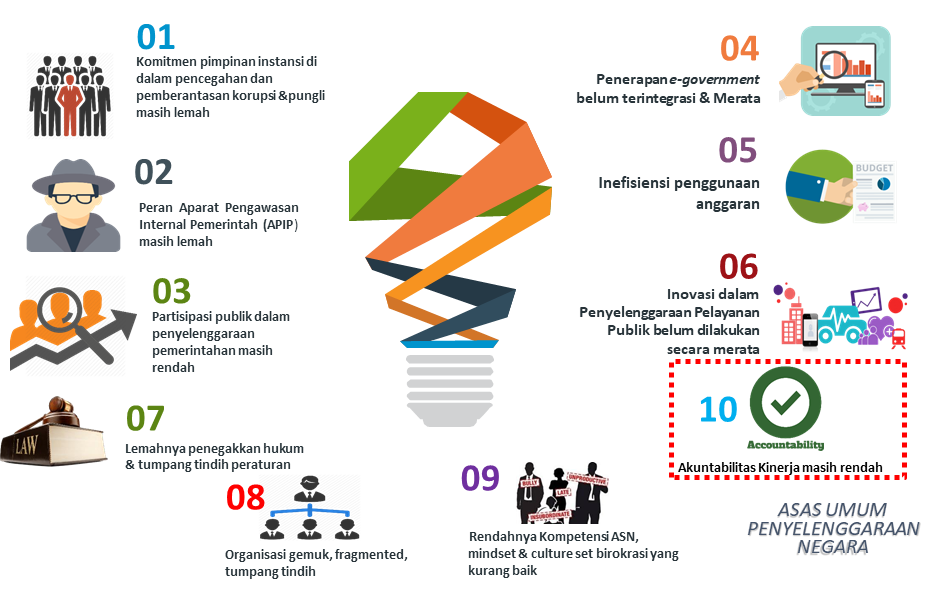 01
Komitmen pimpinan instansi di
dalam pencegahan dan
pemberantasan korupsi &pungli
masih lemah
02
Peran Aparat Pengawasan
Internal Pemerintah (APIP)
masih lemah
03
Partisipasi publik dalam
penyelenggaraan
pemerintahan masih
rendah
04
Penerapan e-government
belum terintegrasi & Merata
05
Inefisiensi penggunaan
anggaran
BUDGET
06
Inovasi dalam
Penyelenggaraan Pelayanan
Publik belum dilakukan
secara merata
07
LAW
Lemahnya penegakkan hukum
& tumpang tindih peraturan
08
Organisasi gemuk, fragmented,
tumpang tindih
09
BULLY
UNPRODUCTIVE
LATE
INSUBORDINATE
Rendahnya Kompetensi ASN,
mindset & culture set birokrasi yang
kurang baik
10
Accountability
Akuntabilitas Kinerja masih rendah
ASAS UMUM
PENYELENGGARAAN
NEGARA